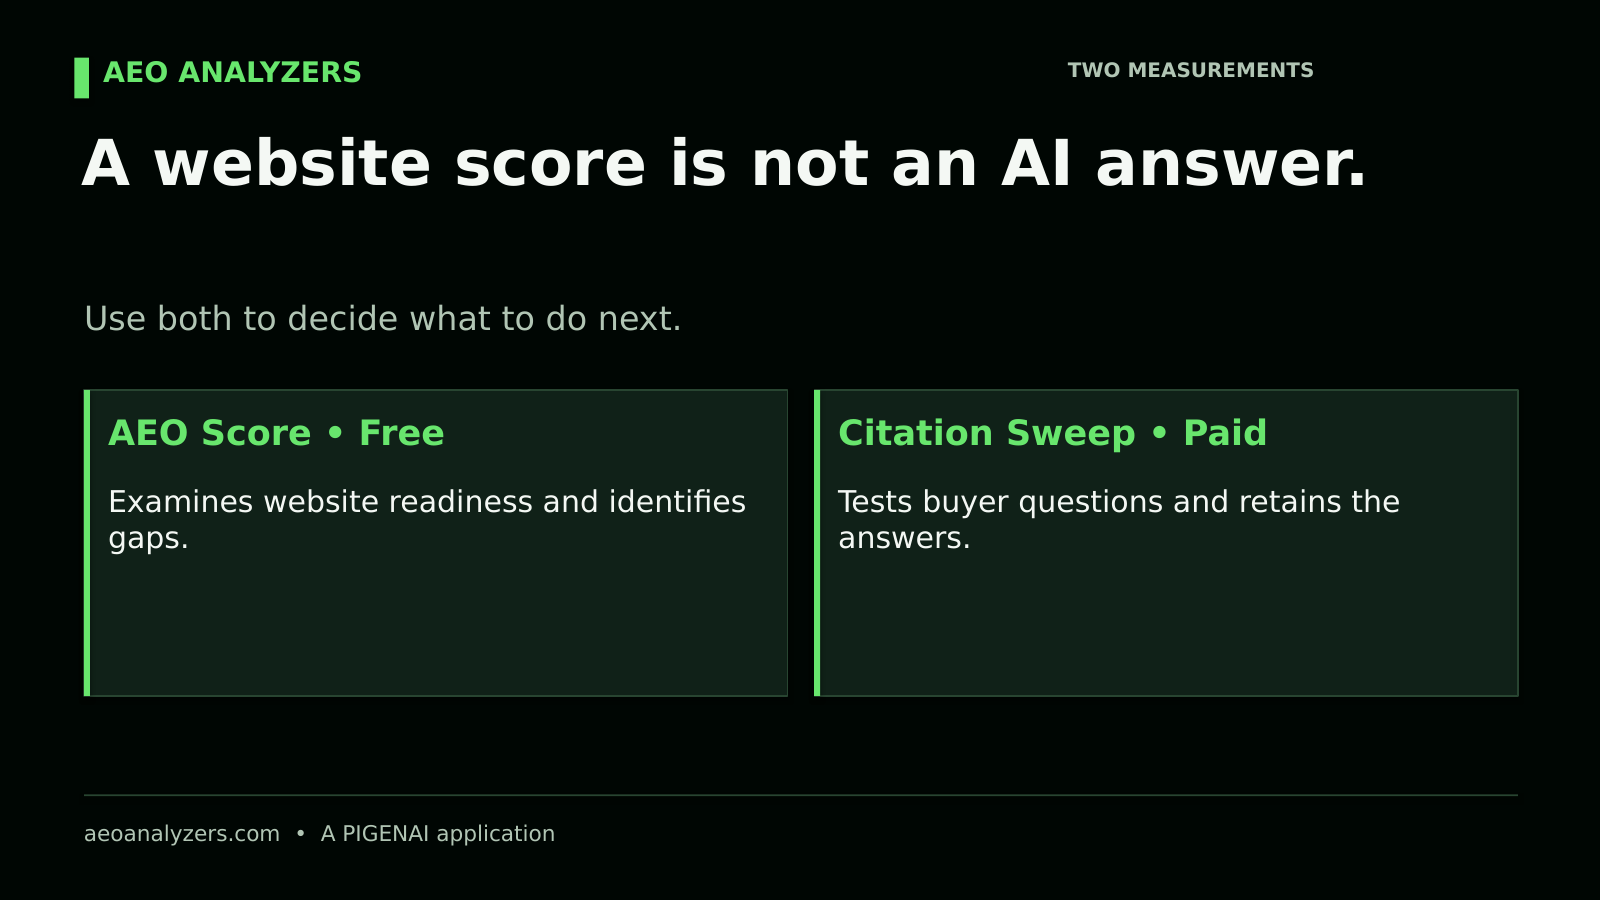 AEO ANALYZERS
TWO MEASUREMENTS
A website score is not an AI answer.
Use both to decide what to do next.
AEO Score • Free
Examines website readiness and identifies
gaps.
Citation Sweep • Paid
Tests buyer questions and retains the
answers.
aeoanalyzers.com • A PIGENAI application